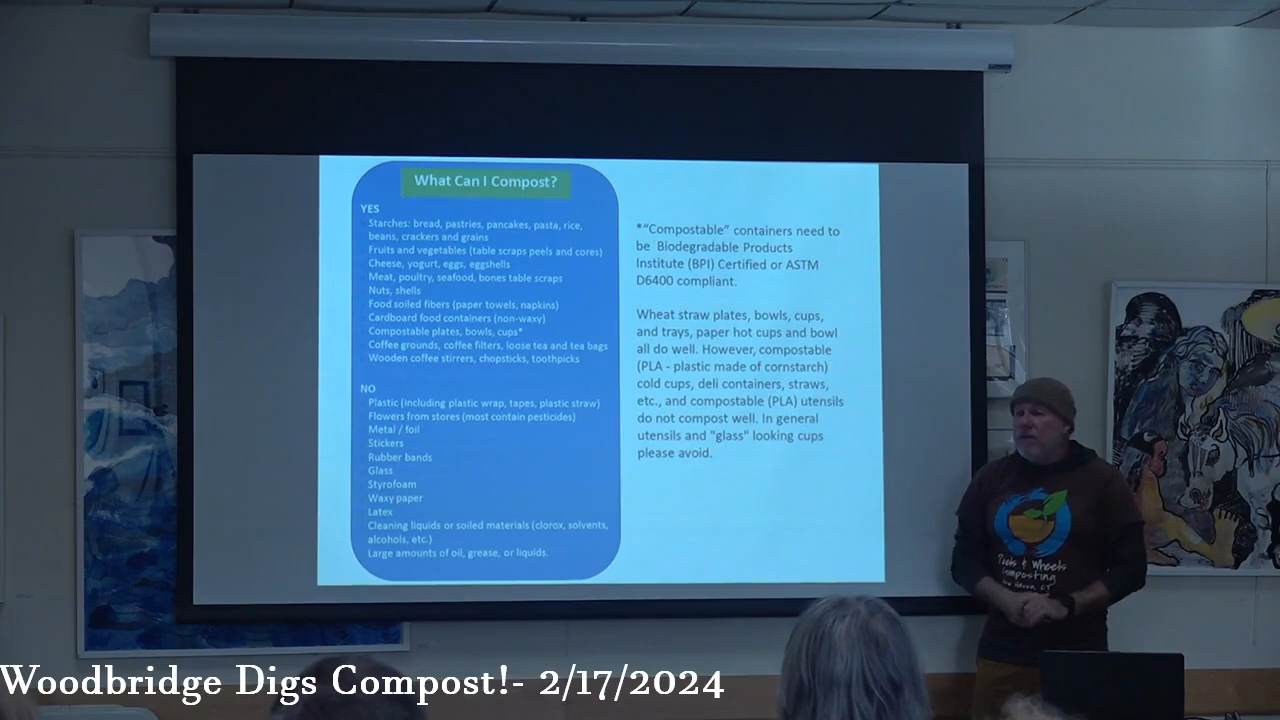 What Can I Compost?
YES
Starches: bread, pastries, pancakes, pasta, rice,
beans, crackers and grains
Fruits and vegetables (table scraps peels and cores)
Cheese, yogurt, eggs, eggshells
Meat, poultry, seafood, bones table scraps
Nuts, shells
Food soiled fibers (paper towels, napkins)
Cardboard food containers (non-waxy)
Compostable plates, bowls, cups*
Coffee grounds, coffee filters, loose tea and tea bags
Wooden coffee stirrers, chopsticks, toothpicks
NO
Plastic (including plastic wrap, tapes, plastic straw)
Flowers from stores (most contain pesticides)
Metal / foil
Stickers
Rubber bands
Glass
Styrofoam
Waxy paper
Latex
Cleaning liquids or soiled materials (clorox, solvents,
alcohols, etc.)
Large amounts of oil, grease, or liquids.
*"Compostable" containers need to
be Biodegradable Products
Institute (BPI) Certified or ASTM
D6400 compliant.
Wheat straw plates, bowls, cups,
and trays, paper hot cups and bowl
all do well. However, compostable
(PLA - plastic made of cornstarch)
cold cups, deli containers, straws,
etc., and compostable (PLA) utensils
do not compost well. In general
utensils and "glass" looking cups
please avoid.
& Wheels
Composting
Woodbridge Digs Compost!- 2/17/2024